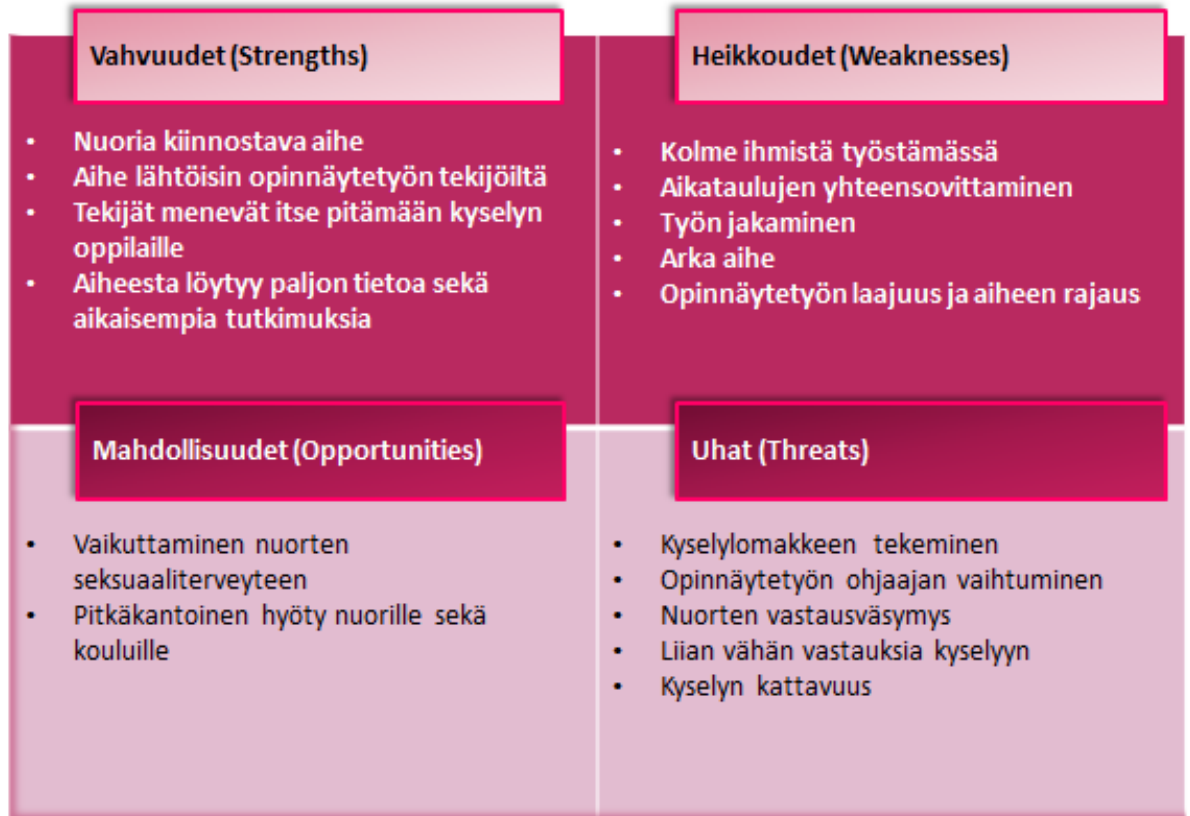 Vahvuudet (Strengths)
• Nuoria kiinnostava aihe
• Aihe lähtöisin opinnäytetyön tekijöiltä
• Tekijät menevät itse pitämään kyselyn
oppilaille
• Aiheesta löytyy paljon tietoa sekä
aikaisempia tutkimuksia
Heikkoudet (Weaknesses)
• Kolme ihmistä työstämässä
• Aikataulujen yhteensovittaminen
• Työn jakaminen
• Arka aihe
• Opinnäytetyön laajuus ja aiheen rajaus
Mahdollisuudet (Opportunities)
• Vaikuttaminen nuorten
seksuaaliterveyteen
• Pitkäkantoinen hyöty nuorille sekä
kouluille
Uhat (Threats)
• Kyselylomakkeen tekeminen
• Opinnäytetyön ohjaajan vaihtuminen
• Nuorten vastausväsymys
• Liian vähän vastauksia kyselyyn
• Kyselyn kattavuus